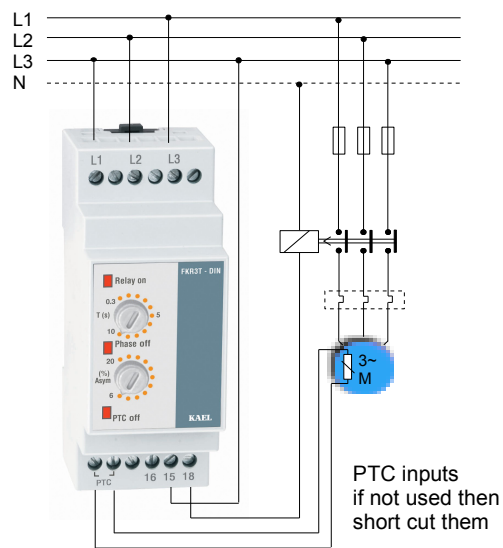 L1
L2
L3
N
L1 L2 L3
Relay on
FKR3T - DIN
0.3
T (s)
5
10
Phase off
20
(%)
Asym
6
PTC off
KAEL
PTC
16 15 18
3~
M
PTC inputs
if not used then
short cut them